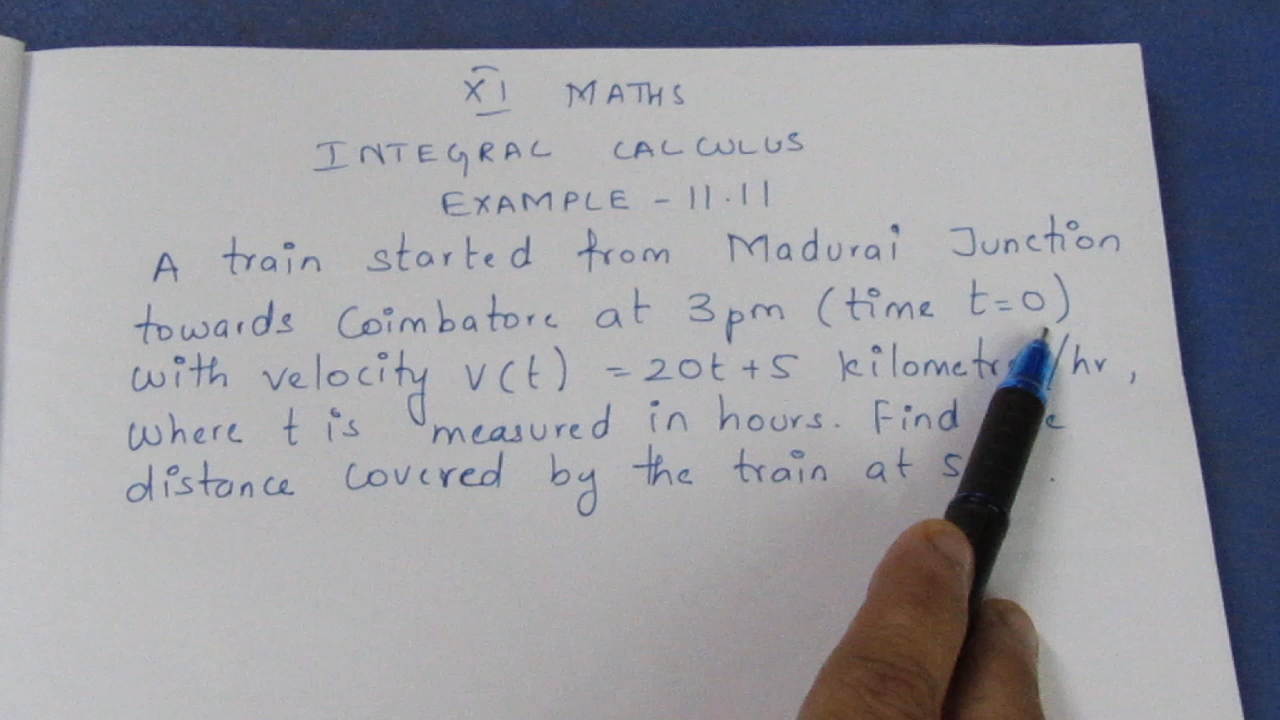 XI MATHS
INTEGRAL CALCULUS
EXAMPLE - 11.11
A train started from Madurai Junction
towards Coimbatore at 3pm (time t=0)
with velocity v(t) = 20t+5 /hr,
where t is measured in hours. Find
distance covered by the train at